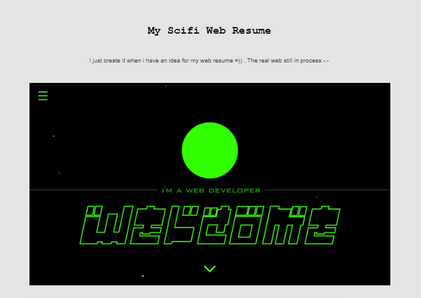 My Scifi Web Resume
I just create it when i have an idea for my web resume =)) . The real web still in process -.-
I'M A WEB DEVELOPER
WELCOME